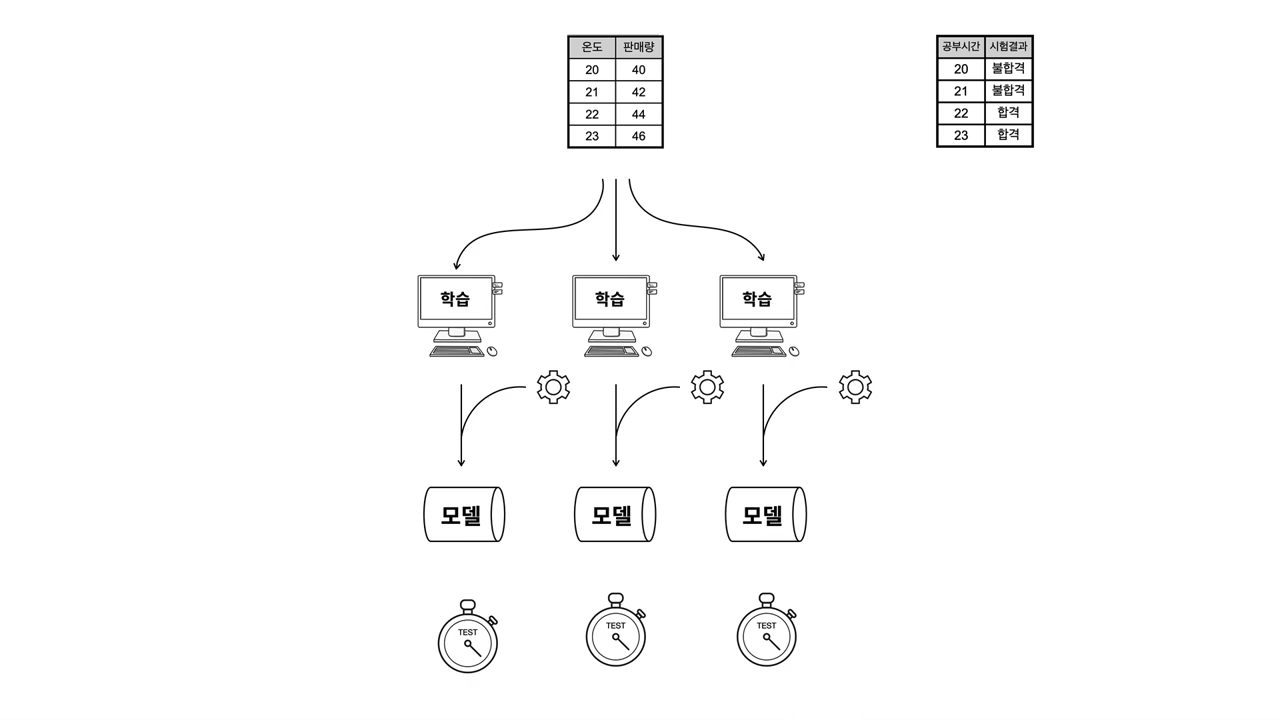 온도 판매량
20 40
21 42
22 44
23 46
공부시간 시험결과
20 불합격
21 불합격
22 합격
23 합격
학습 학습 학습
모델 모델 모델
TEST TEST TEST